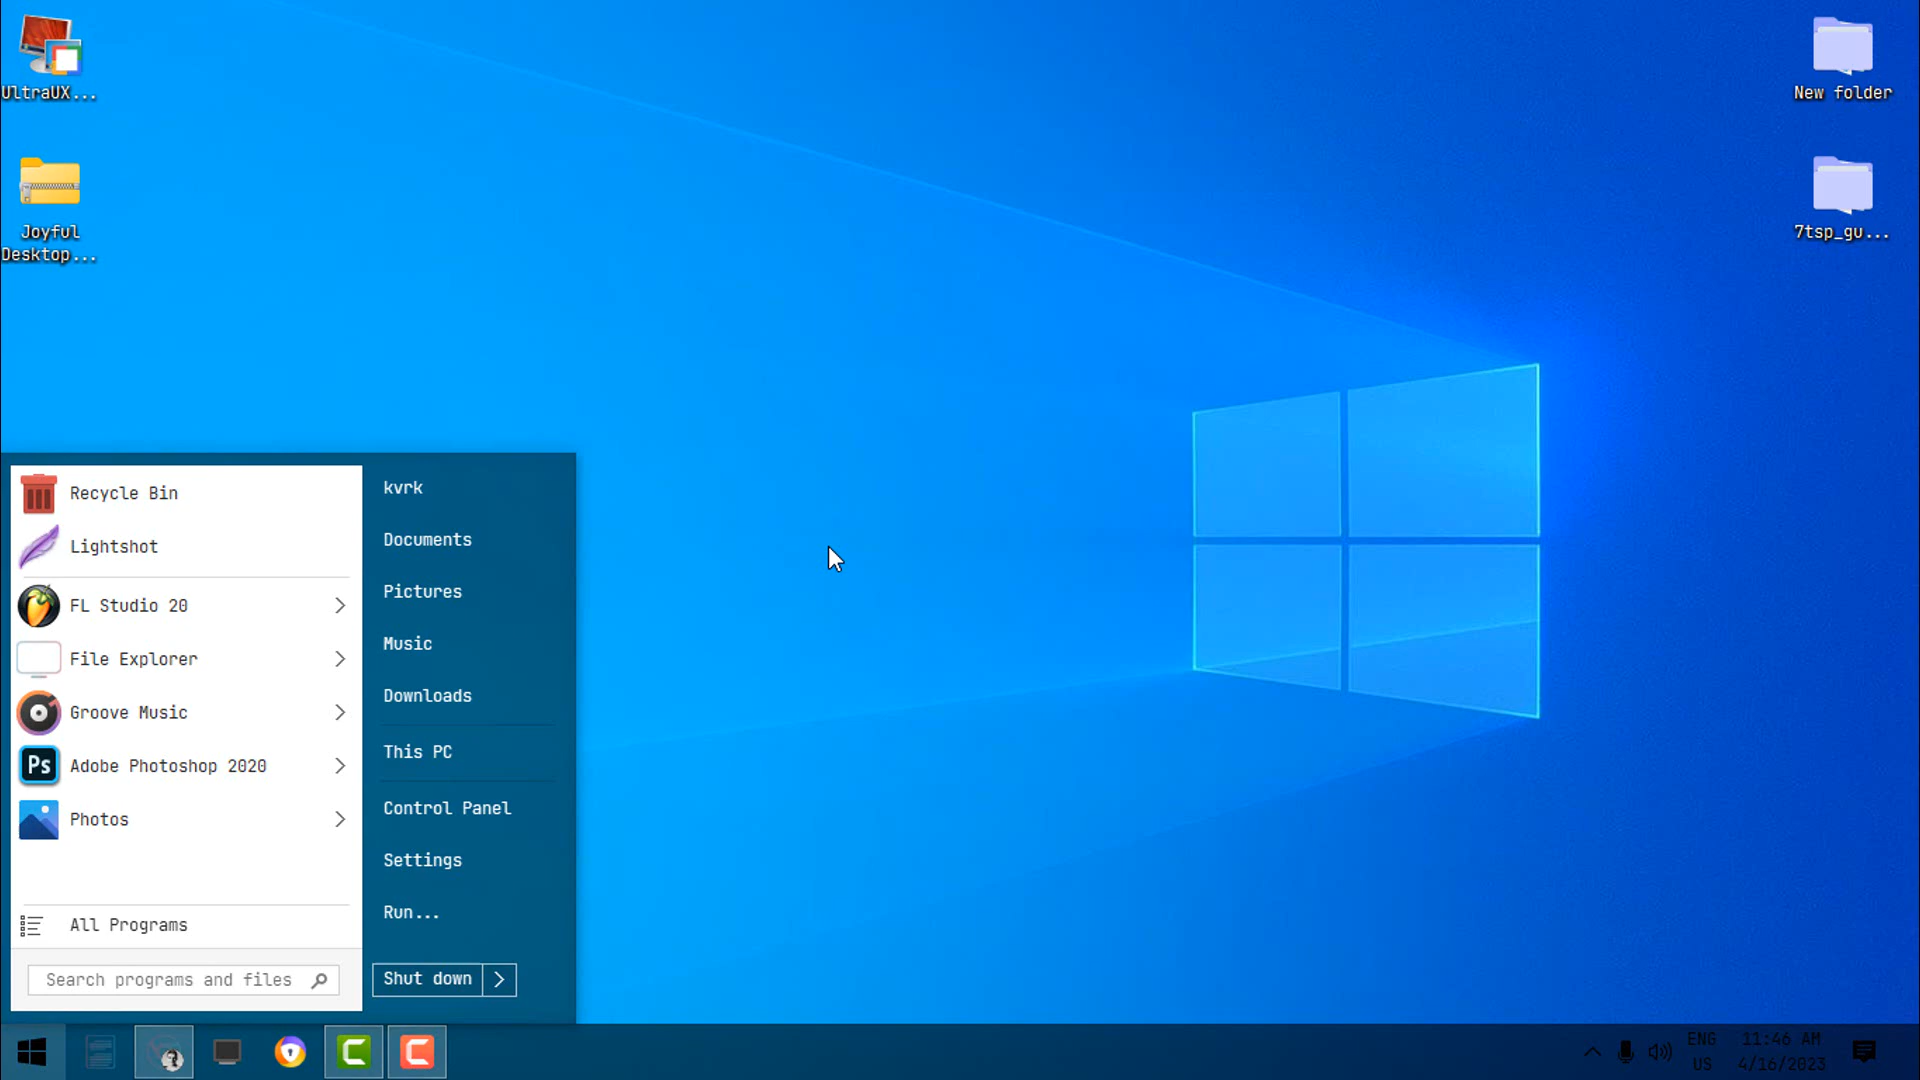 UltraUX...
Joyful
Desktop...
New folder
7tsp_gu...
Recycle Bin
Lightshot
FL Studio 20
File Explorer
Groove Music
Ps Adobe Photoshop 2020
Photos
All Programs
Search programs and files
kvrk
Documents
Pictures
Music
Downloads
This PC
Control Panel
Settings
Run...
Shut down
ENG
US
11:46 AM
4/16/2023